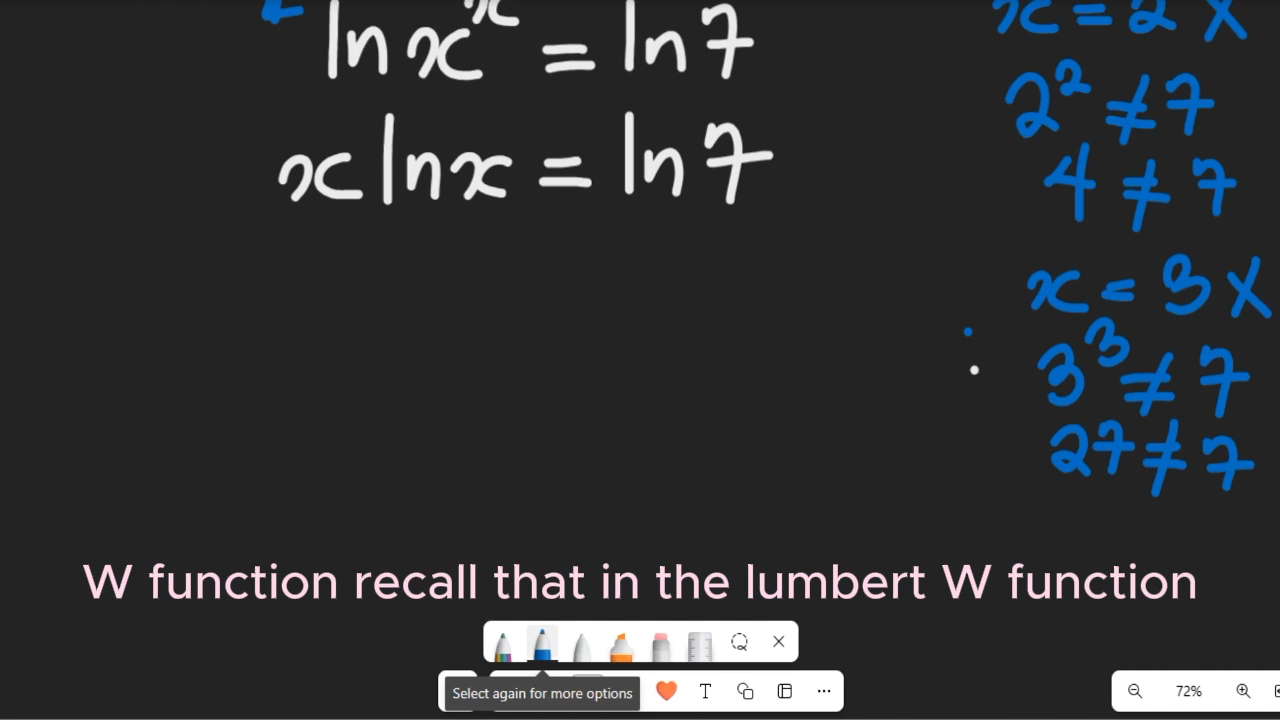 ln x^x = ln 7
x ln x = ln 7
x = 2 X
2^2 ≠ 7
4 ≠ 7
x = 3 X
3^3 ≠ 7
27 ≠ 7
W function recall that in the lumbert W function
Select again for more options
T
72%